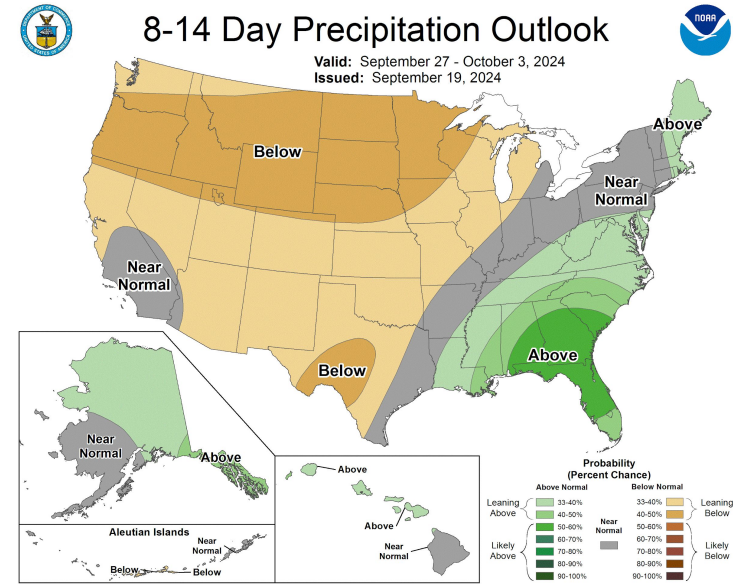 8-14 Day Precipitation Outlook
NOAA
Valid: September 27 - October 3, 2024
Issued: September 19, 2024
Above
Below
Near
Normal
Near
Normal
Above
Below
Near
Normal
Above
Above
Above
Near
Normal
Aleutian Islands
Near
Normal
Below
Below
Probability
(Percent Chance)
Above Normal
Below Normal
Leaning
Above
33-40%
40-50%
50-60%
60-70%
70-80%
80-90%
90-100%
Likely
Above
Near
Normal
33-40%
40-50%
50-60%
60-70%
70-80%
80-90%
90-100%
Leaning
Below
Likely
Below